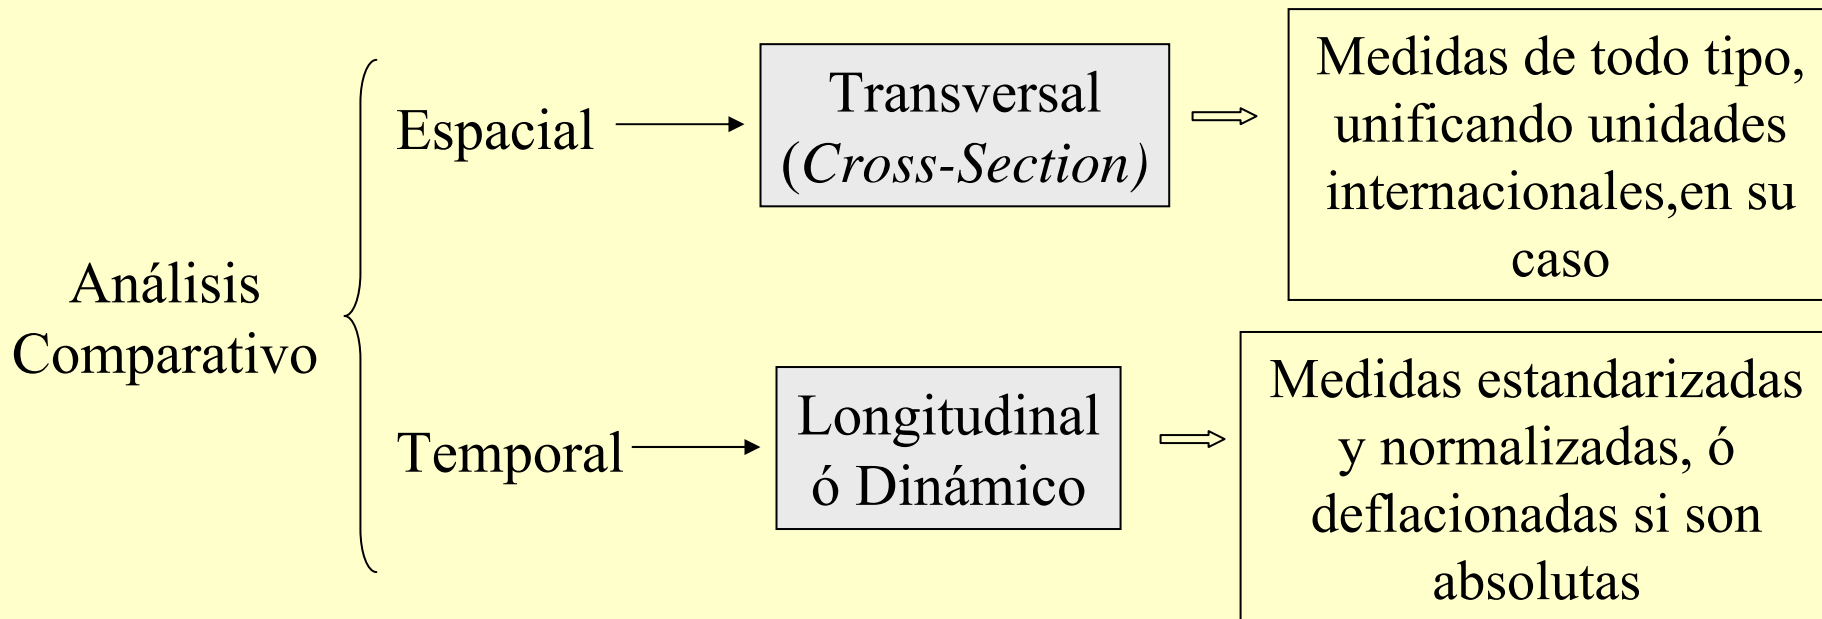 Análisis
Comparativo
Espacial
Transversal
(Cross-Section)
Medidas de todo tipo,
unificando unidades
internacionales,en su
caso
Temporal
Longitudinal
ó Dinámico
Medidas estandarizadas
y normalizadas, ó
deflacionadas si son
absolutas